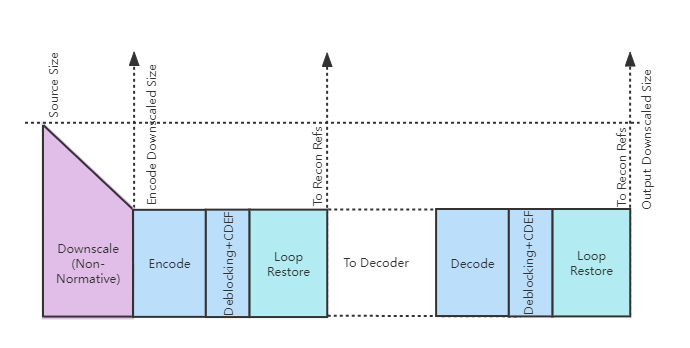 Source Size
Encode Downscaled Size
To Recon Refs
To Recon Refs
Output Downscaled Size
Downscale
(Non-
Normative)
Encode
Deblocking+CDEF
Loop
Restore
To Decoder
Decode
Deblocking+CDEF
Loop
Restore